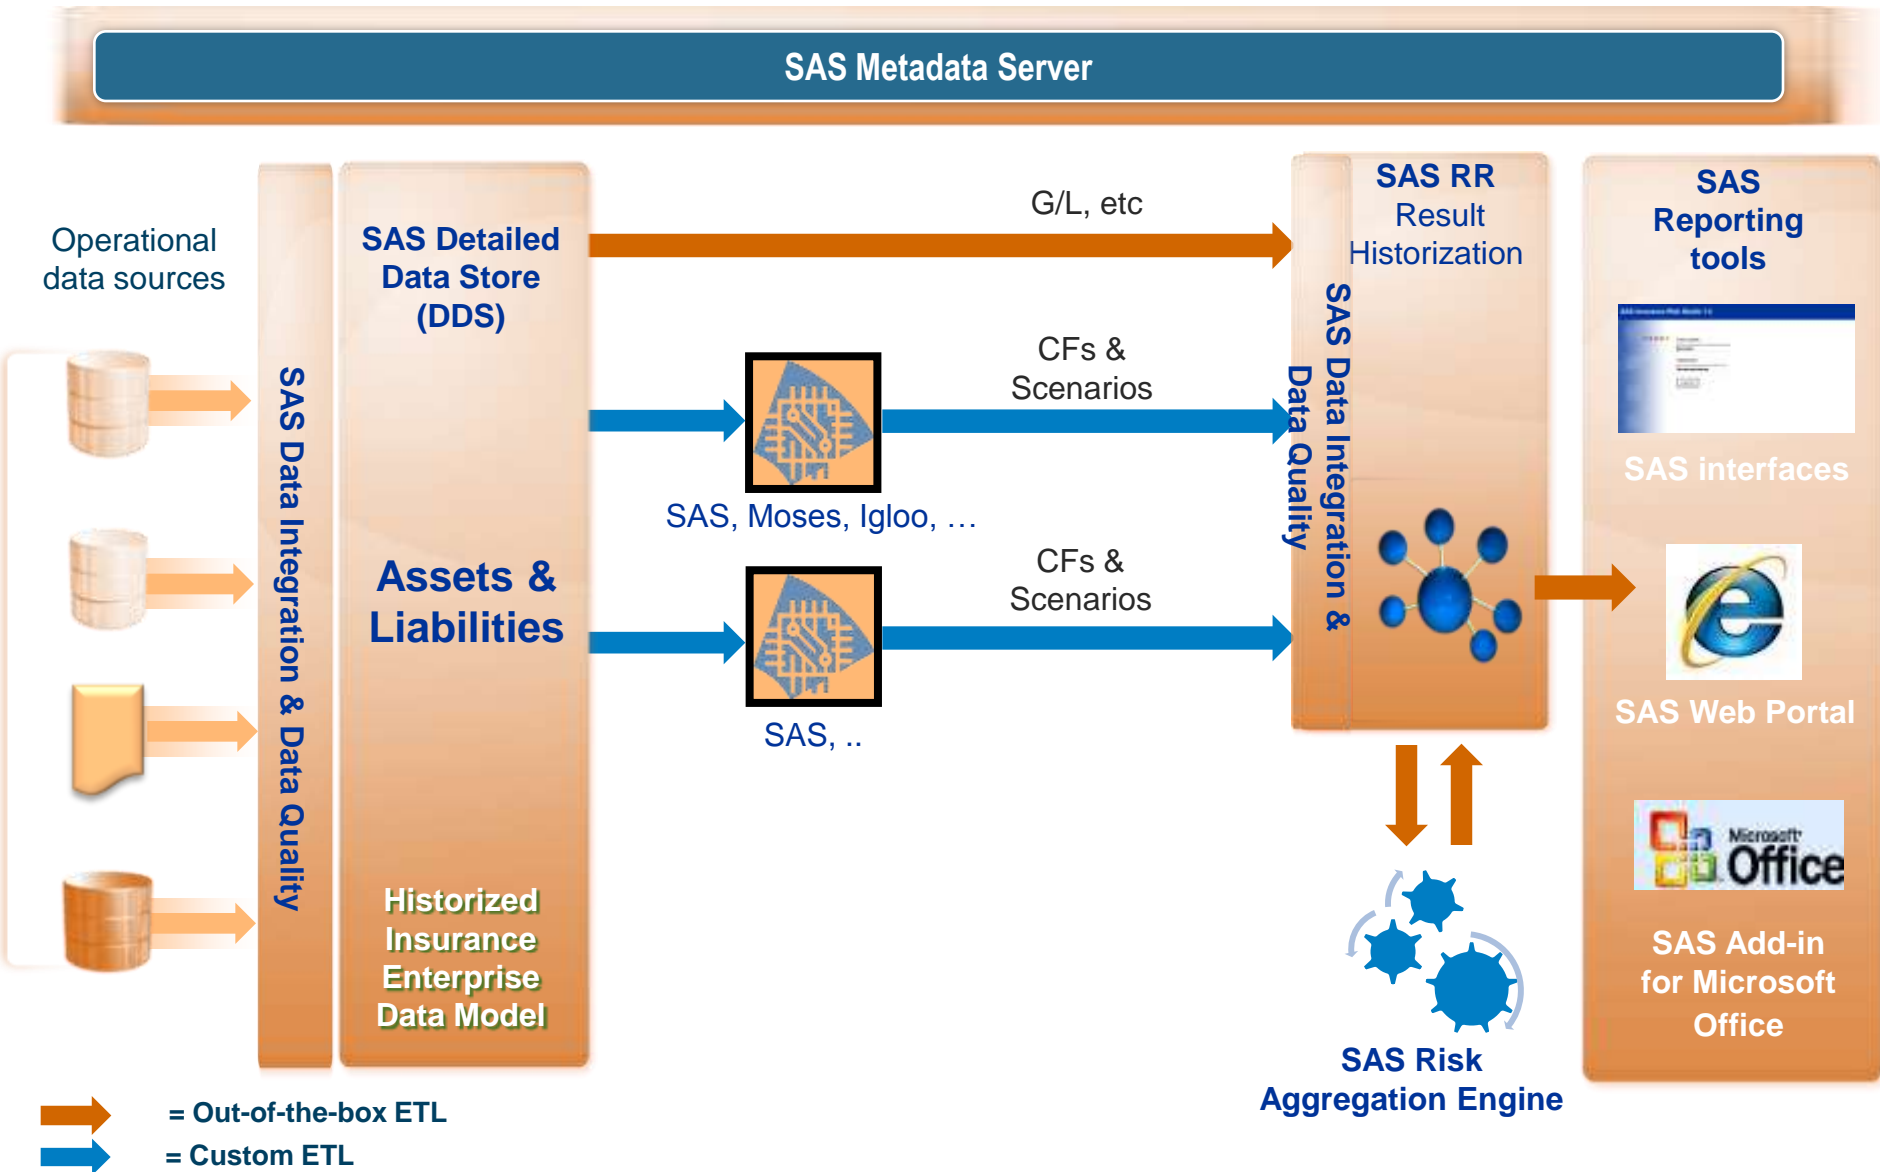 SAS Metadata Server
Operational
data sources
SAS Data Integration & Data Quality
SAS Detailed
Data Store
(DDS)
Assets &
Liabilities
Historized
Insurance
Enterprise
Data Model
G/L, etc
CFs &
Scenarios
SAS, Moses, Igloo, …
CFs &
Scenarios
SAS, ..
SAS Data Integration &
Data Quality
SAS RR
Result
Historization
SAS Risk
Aggregation Engine
SAS
Reporting
tools
SAS interfaces
SAS Web Portal
Microsoft
Office
SAS Add-in
for Microsoft
Office
= Out-of-the-box ETL
= Custom ETL